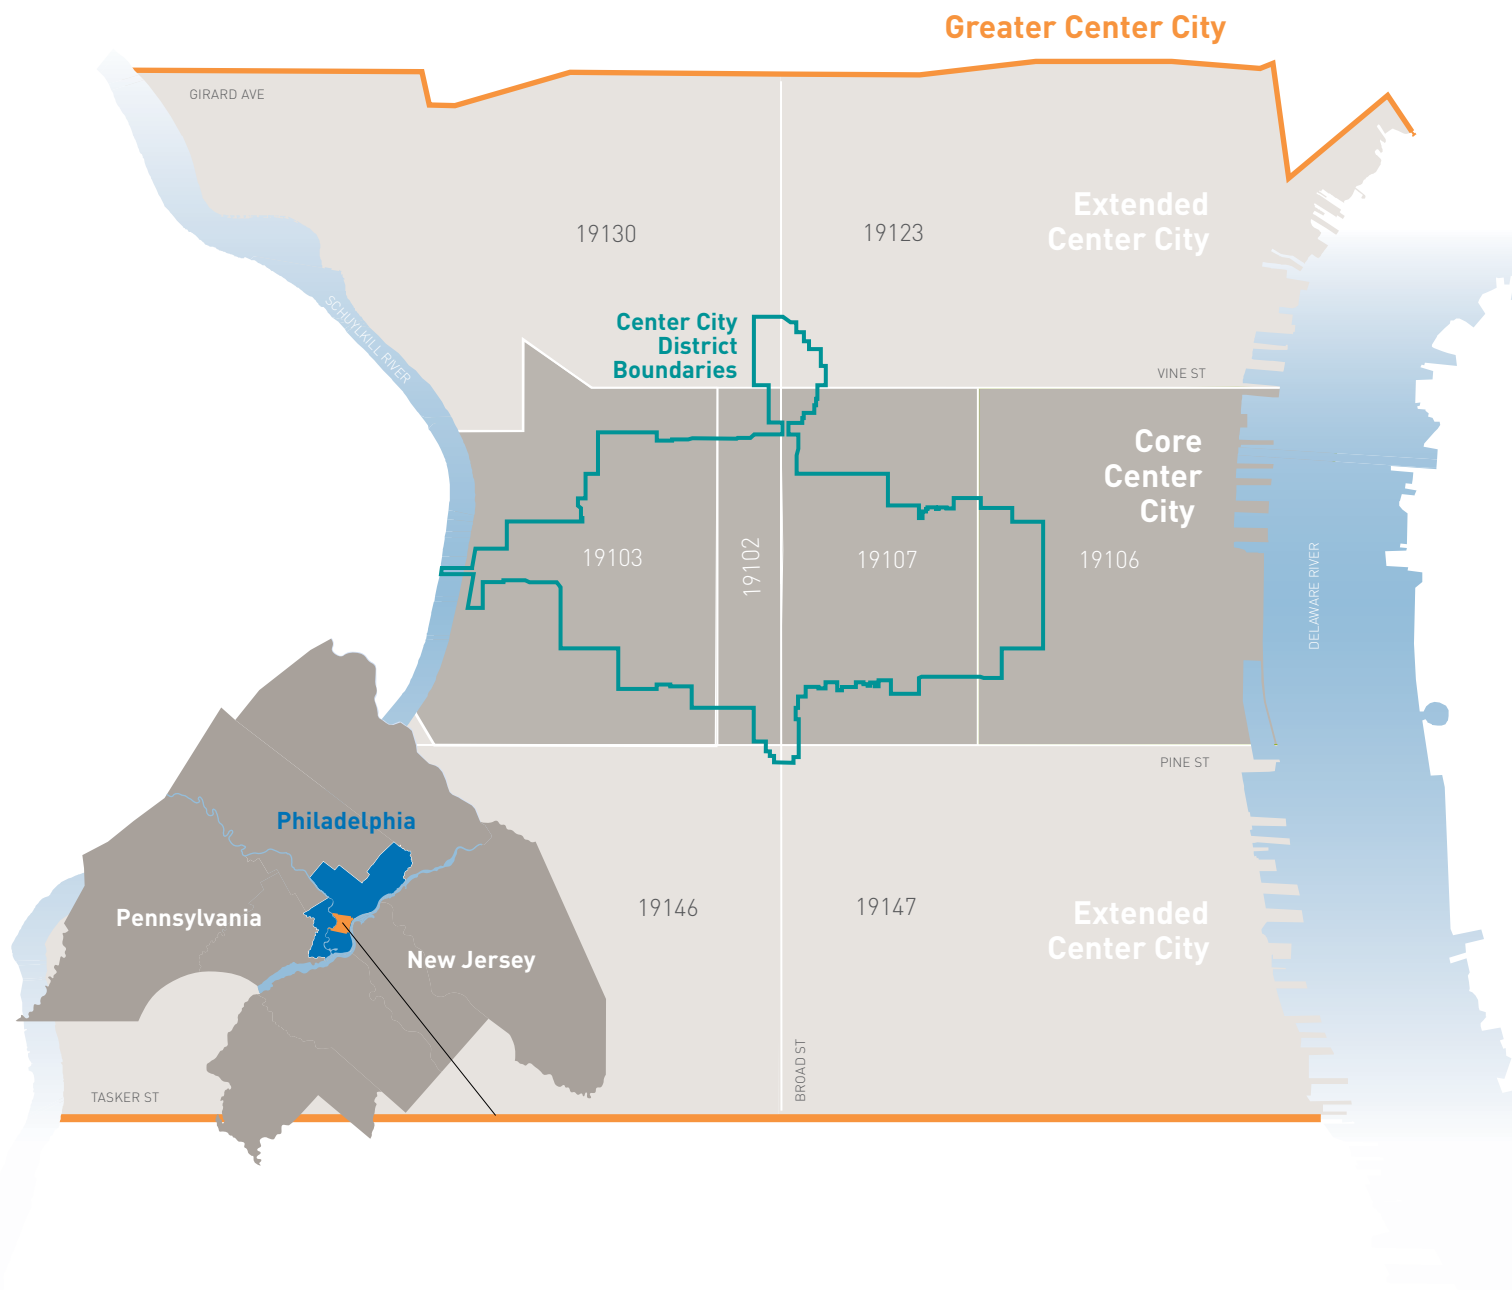 Greater Center City
GIRARD AVE
Extended
Center City
19130
19123
SCHUYLKILL RIVER
Center City
District
Boundaries
VINE ST
Core
Center
City
19103
19102
19107
19106
DELAWARE RIVER
PINE ST
Philadelphia
Pennsylvania
New Jersey
19146
19147
Extended
Center City
BROAD ST
TASKER ST